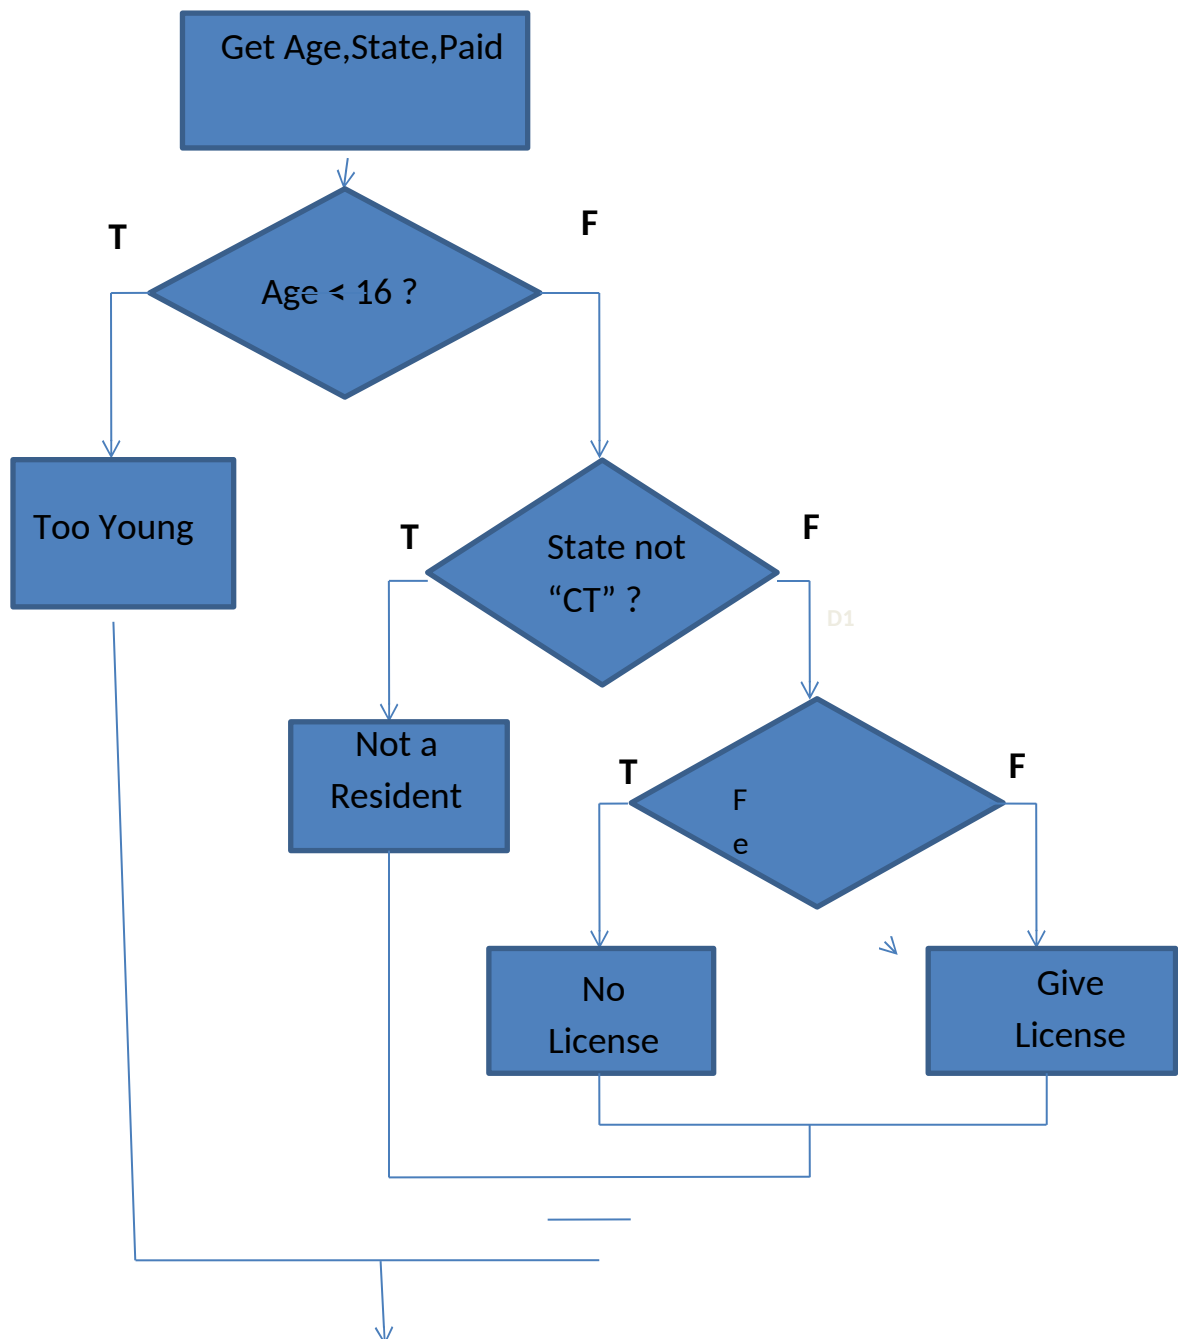 Get Age,State,Paid
T
F
Age < 16 ?
Too Young
T
F
State not
“CT” ?
D1
Not a
Resident
T
F
F
e
No
License
Give
License